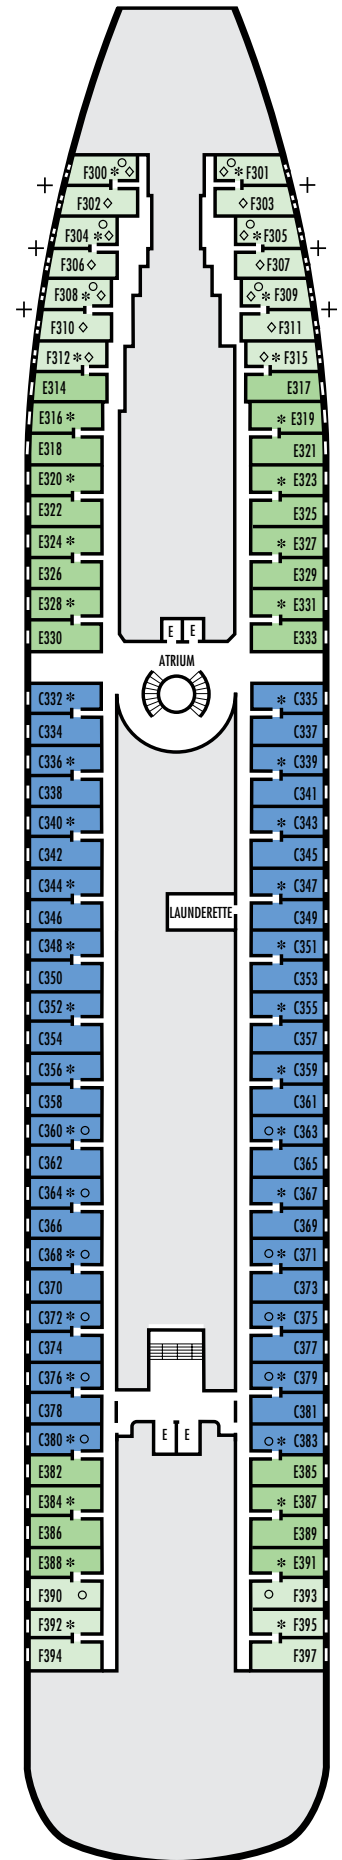 F300 *○◇ ○◇* F301
F302 ◇ ◇ F303
F304 *○◇ ○◇* F305
F306 ◇ ◇ F307
F308 *○◇ ○◇* F309
F310 ◇ ◇ F311
F312 *◇ ◇* F315
E314 E317
E316 * * E319
E318 E321
E320 * * E323
E322 E325
E324 * * E327
E326 E329
E328 * * E331
E E
E330 E333
ATRIUM
C332 * * C335
C334 C337
C336 * * C339
C338 C341
C340 * * C343
C342 C345
C344 * * C347
C346 LAUNDERETTE C349
C348 * * C351
C350 C353
C352 * * C355
C354 C357
C356 * * C359
C358 C361
C360 * ○ ○ * C363
C362 C365
C364 * ○ * C367
C366 C369
C368 * ○ ○ * C371
C370 C373
C372 * ○ ○ * C375
C374 C377
C376 * ○ ○ * C379
C378 C381
C380 * ○ E E ○ * C383
E382 E385
E384 * * E387
E386 E389
E388 * * E391
F390 ○ ○ F393
F392 * * F395
F394 F397